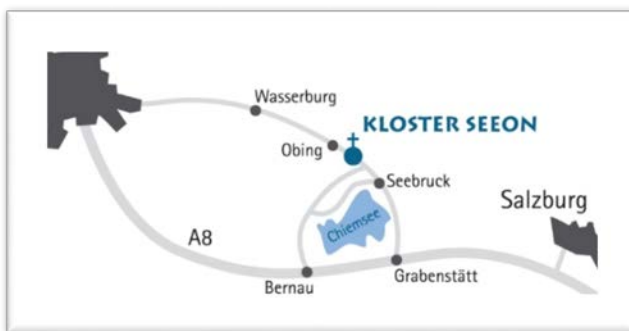 Wasserburg
KLOSTER SEEON
Obing
Seebruck
Salzburg
Chiemsee
A8
Bernau
Grabenstätt